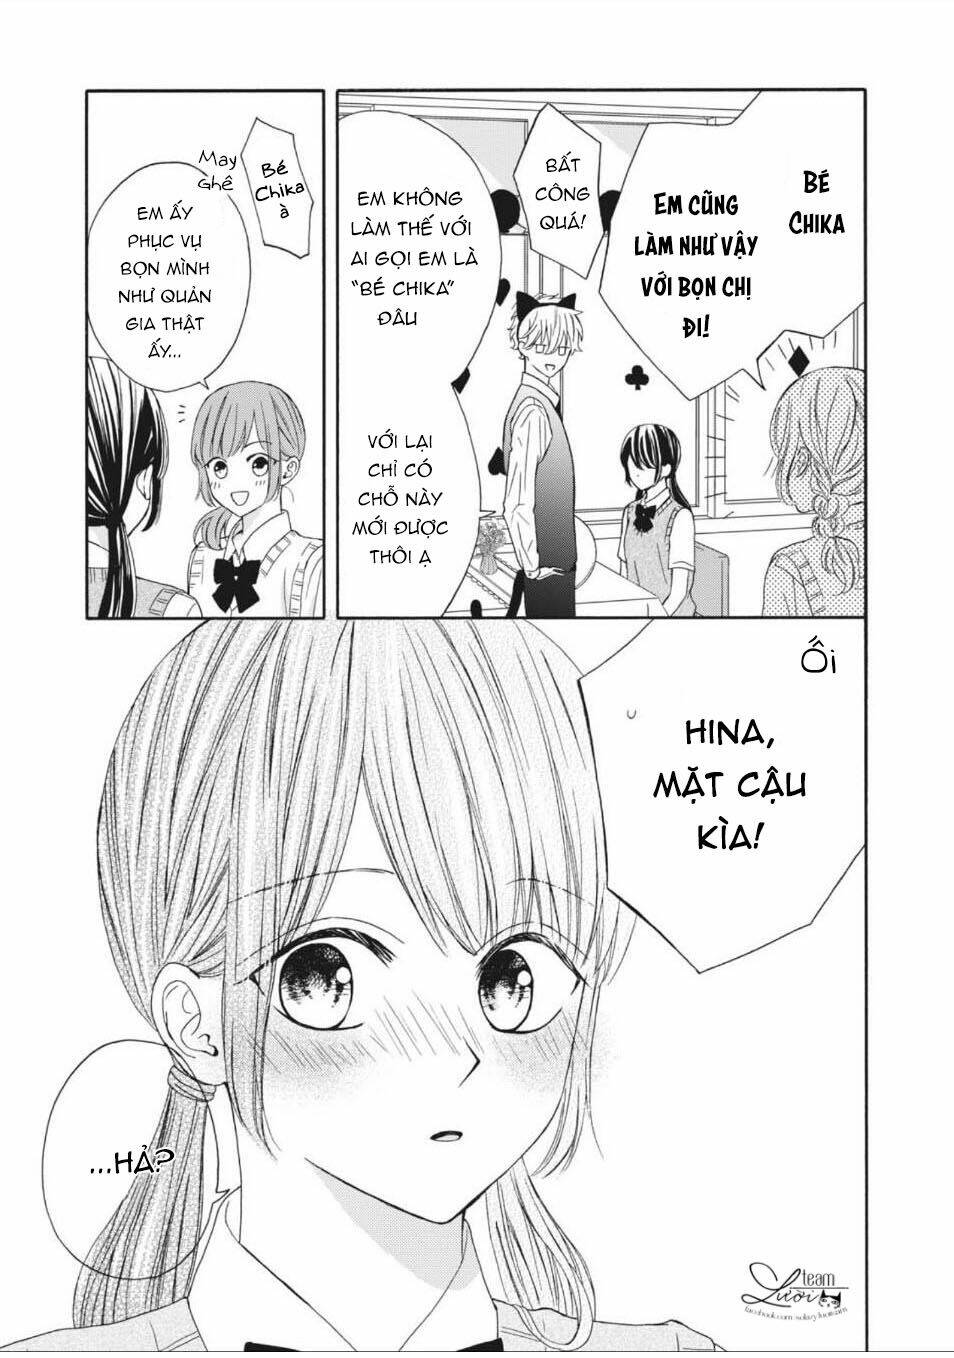 BÉ
CHIKA
EM CŨNG
LÀM NHƯ VẬY
VỚI BỌN CHỊ
ĐI!
BẤT
CÔNG
QUÁ!
EM KHÔNG
LÀM THẾ VỚI
AI GỌI EM LÀ
"BÉ CHIKA"
ĐÂU
VỚI LẠI
CHỈ CÓ
CHỖ NÀY
MỚI ĐƯỢC
THÔI Ạ
BÉ
CHIKA
À
MAY
GHÊ
EM ẤY
PHỤC VỤ
BỌN MÌNH
NHƯ QUẢN
GIA THẬT
ẤY...
ỐI
HINA,
MẶT CẬU
KÌA!
...HẢ?
team
Lười